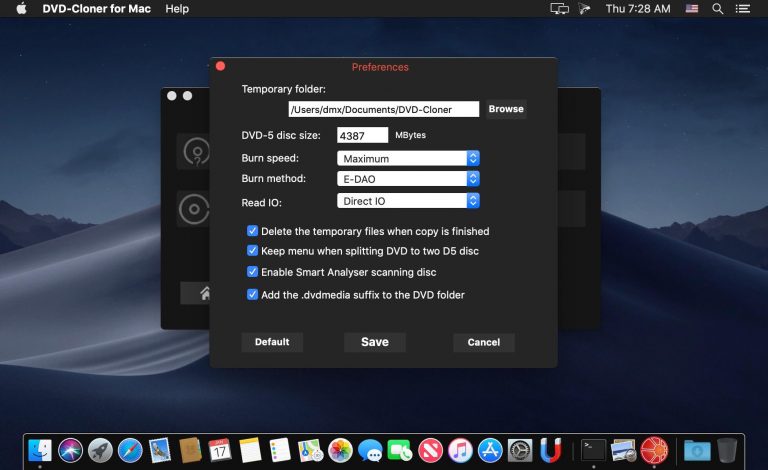 DVD-Cloner for Mac Help Thu 7:28 AM
Preferences
Temporary folder:
/Users/dmx/Documents/DVD-Cloner Browse
DVD-5 disc size: 4387 MBytes
Burn speed: Maximum
Burn method: E-DAO
Read IO: Direct IO
Delete the temporary files when copy is finished
Keep menu when splitting DVD to two D5 disc
Enable Smart Analyser scanning disc
Add the .dvdmedia suffix to the DVD folder
Default Save Cancel
17